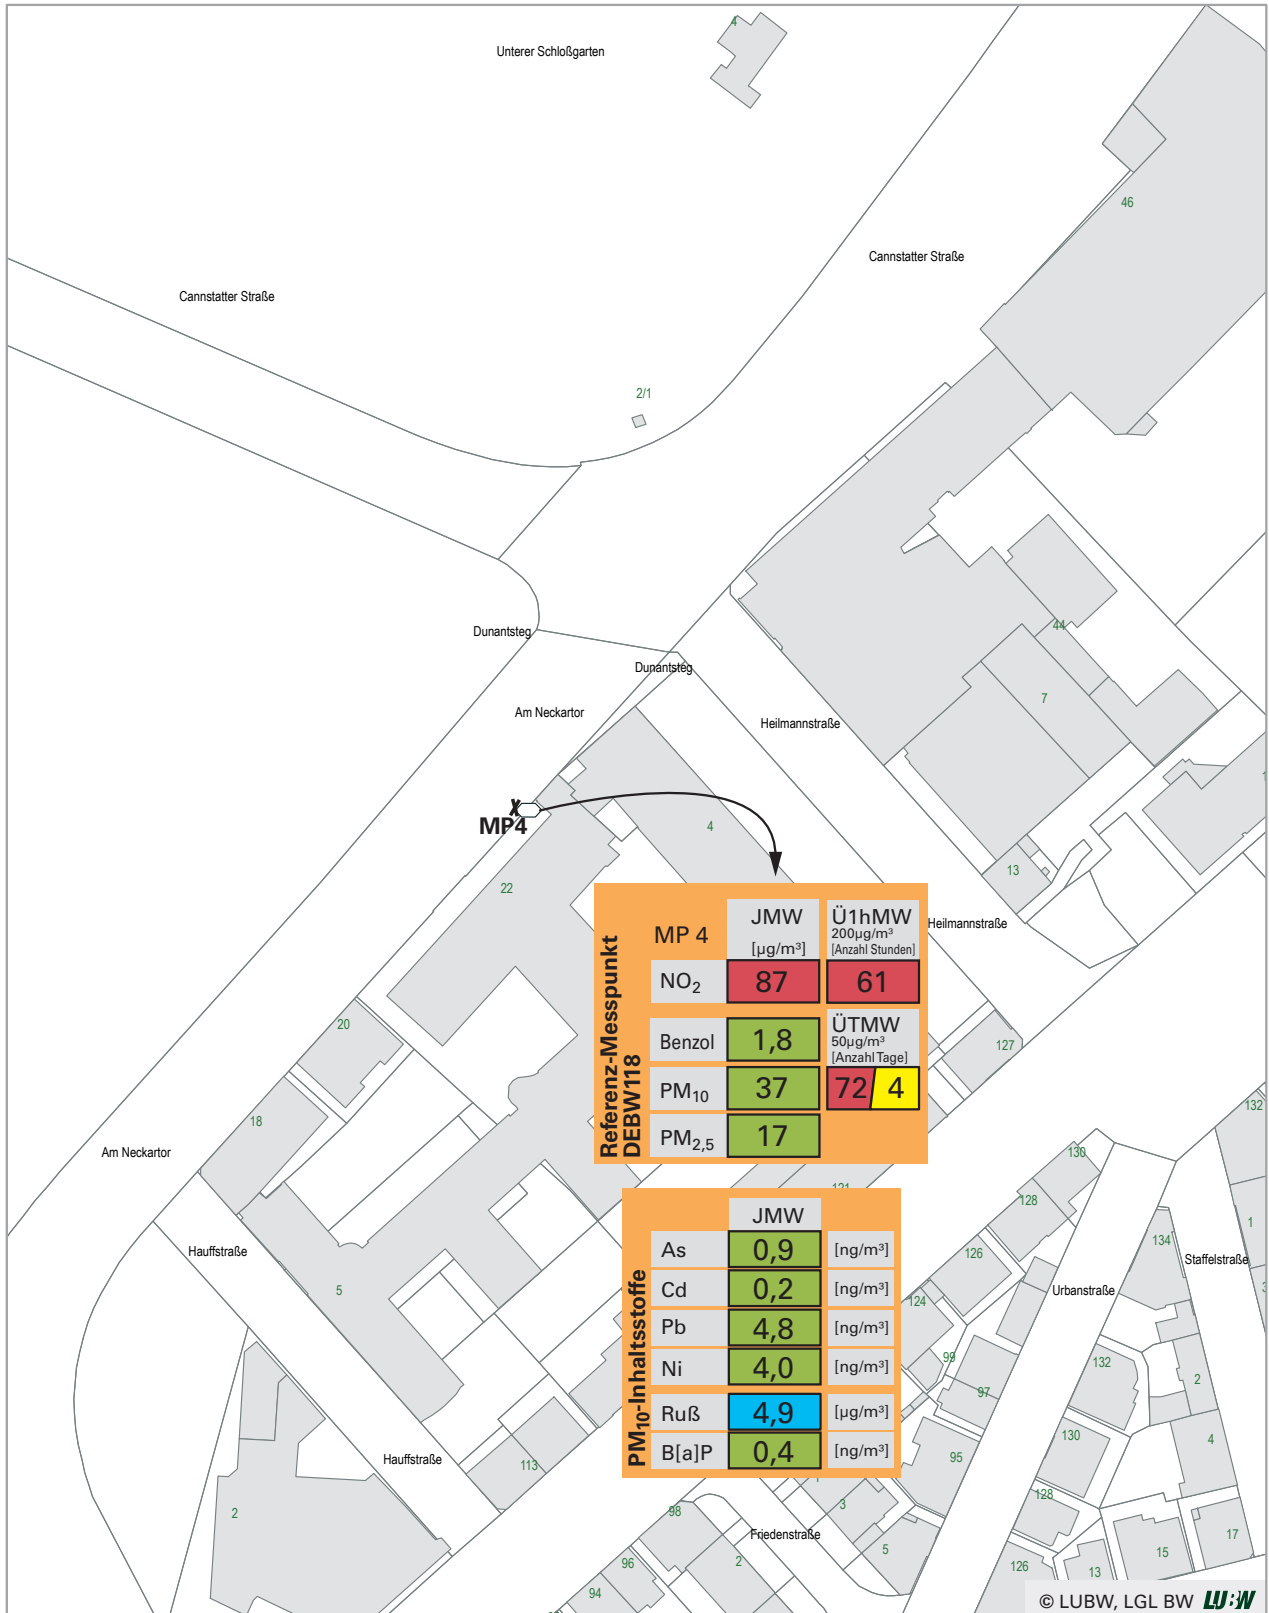 4
Unterer Schloßgarten
46
Cannstatter Straße
Cannstatter Straße
2/1
Dunantsteg
44
Dunantsteg
7
Am Neckartor
Heilmannstraße
MP4
4
13
22
Heilmannstraße
Referenz-Messpunkt
DEBW118
MP 4
JMW
[µg/m³]
Ü1hMW
200µg/m³
[Anzahl Stunden]
NO₂ 87 61
Benzol 1,8
ÜTMW
50µg/m³
[Anzahl Tage]
PM₁₀ 37 72 4
PM₂,₅ 17
20
127
18
132
Am Neckartor
130
128
1
134
Hauffstraße
126
Staffelstraße
5
Urbanstraße
124
PM₁₀-Inhaltsstoffe
JMW
As 0,9 [ng/m³]
Cd 0,2 [ng/m³]
Pb 4,8 [ng/m³]
Ni 4,0 [ng/m³]
Ruß 4,9 [µg/m³]
B[a]P 0,4 [ng/m³]
99
132
2
97
130
4
Hauffstraße
113
95
128
2
98
3
Friedenstraße
17
5
15
96
2
126
13
94
© LUBW, LGL BW LUBW